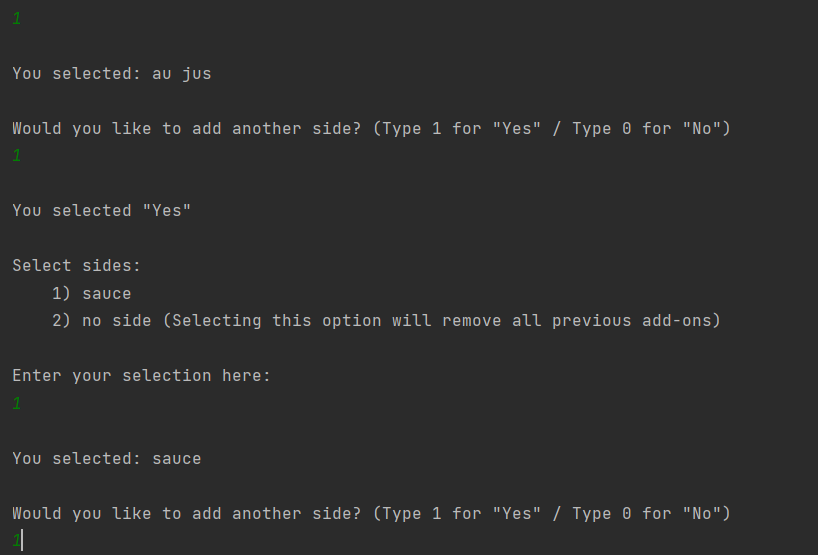 1
You selected: au jus
Would you like to add another side? (Type 1 for "Yes" / Type 0 for "No")
1
You selected "Yes"
Select sides:
1) sauce
2) no side (Selecting this option will remove all previous add-ons)
Enter your selection here:
1
You selected: sauce
Would you like to add another side? (Type 1 for "Yes" / Type 0 for "No")
1